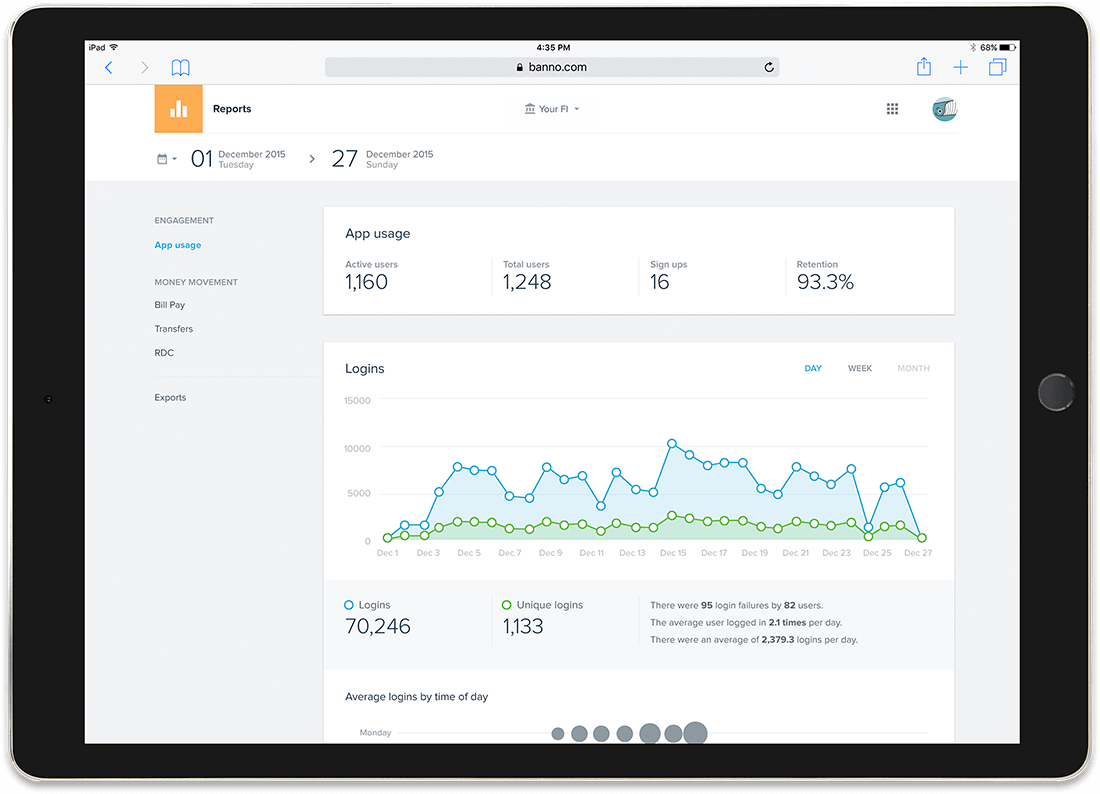 iPad 4:35 PM 68%
banno.com
Reports Your FI
01 December 2015 Tuesday 27 December 2015 Sunday
ENGAGEMENT
App usage
MONEY MOVEMENT
Bill Pay
Transfers
RDC
Exports
App usage
Active users Total users Sign ups Retention
1,160 1,248 16 93.3%
Logins DAY WEEK MONTH
15000
10000
5000
0
Dec 1 Dec 3 Dec 5 Dec 7 Dec 9 Dec 11 Dec 13 Dec 15 Dec 17 Dec 19 Dec 21 Dec 23 Dec 25 Dec 27
Logins Unique logins
70,246 1,133
There were 95 login failures by 82 users.
The average user logged in 2.1 times per day.
There were an average of 2,379.3 logins per day.
Average logins by time of day
Monday